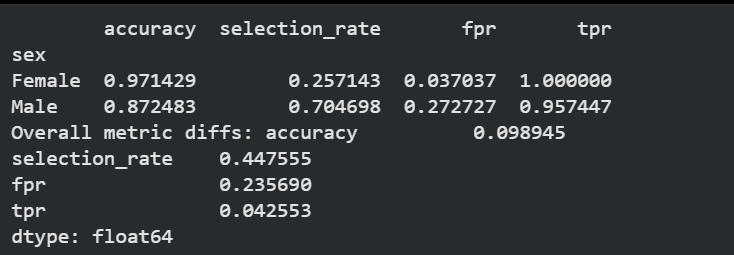 accuracy  selection_rate       fpr       tpr
sex
Female  0.971429        0.257143  0.037037  1.000000
Male    0.872483        0.704698  0.272727  0.957447
Overall metric diffs: accuracy          0.098945
selection_rate    0.447555
fpr               0.235690
tpr               0.042553
dtype: float64